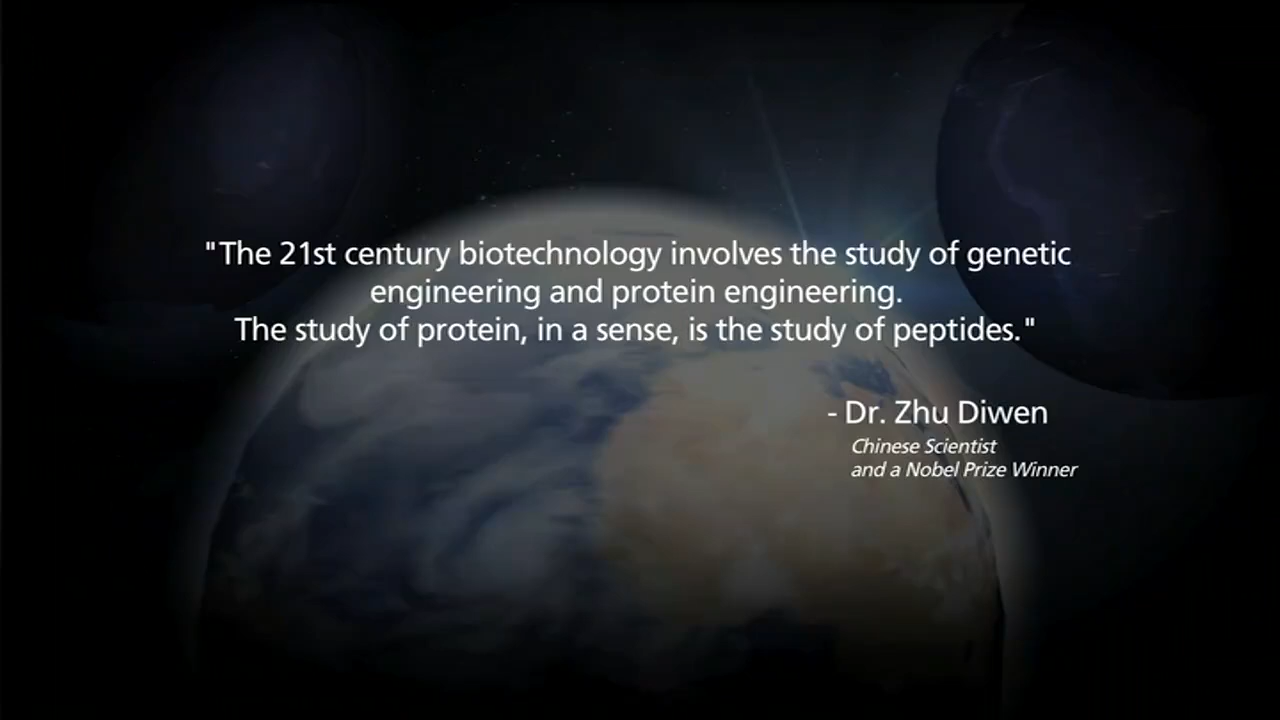 "The 21st century biotechnology involves the study of genetic
engineering and protein engineering.
The study of protein, in a sense, is the study of peptides."
- Dr. Zhu Diwen
Chinese Scientist
and a Nobel Prize Winner